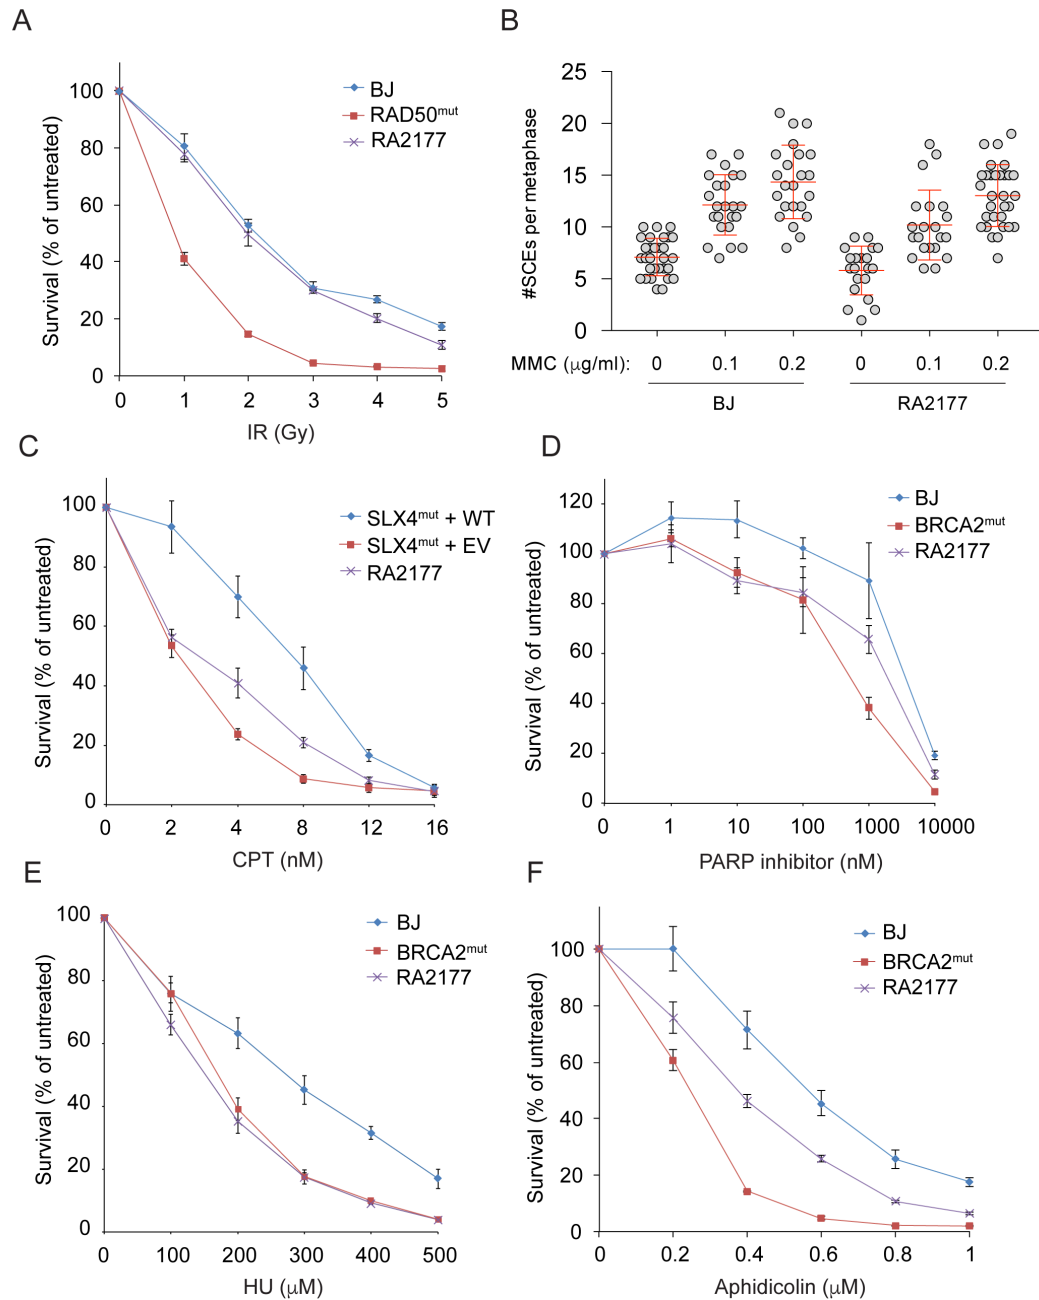 A
Survival (% of untreated)
100
80
60
40
20
0
0 1 2 3 4 5
IR (Gy)
BJ
RAD50mut
RA2177
B
#SCEs per metaphase
25
20
15
10
5
0
MMC (μg/ml): 0 0.1 0.2 0 0.1 0.2
BJ RA2177
C
Survival (% of untreated)
100
80
60
40
20
0
0 2 4 8 12 16
CPT (nM)
SLX4mut + WT
SLX4mut + EV
RA2177
D
Survival (% of untreated)
120
100
80
60
40
20
0
0 1 10 100 1000 10000
PARP inhibitor (nM)
BJ
BRCA2mut
RA2177
E
Survival (% of untreated)
100
80
60
40
20
0
0 100 200 300 400 500
HU (μM)
BJ
BRCA2mut
RA2177
F
Survival (% of untreated)
100
80
60
40
20
0
0 0.2 0.4 0.6 0.8 1
Aphidicolin (μM)
BJ
BRCA2mut
RA2177